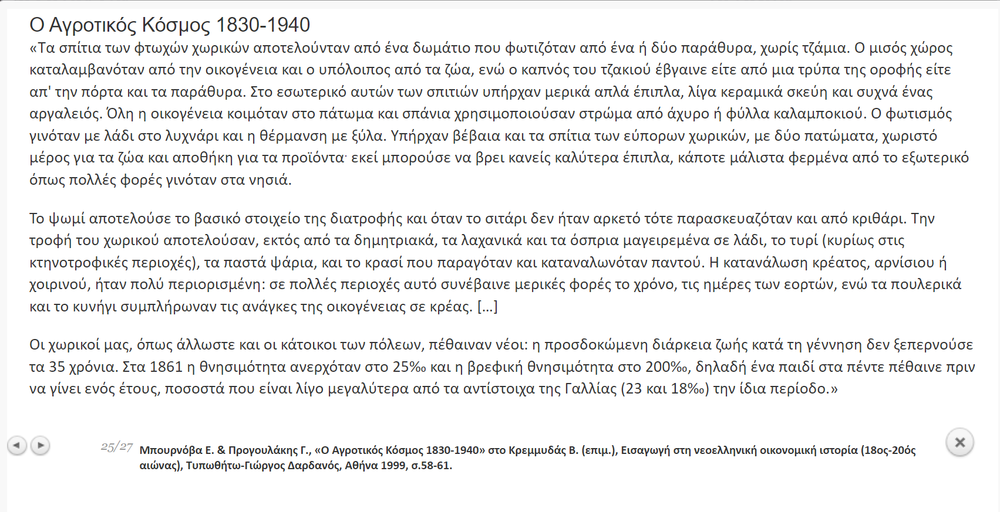 Ο Αγροτικός Κόσμος 1830-1940
«Τα σπίτια των φτωχών χωρικών αποτελούνταν από ένα δωμάτιο που φωτιζόταν από ένα ή δύο παράθυρα, χωρίς τζάμια. Ο μισός χώρος
καταλαμβανόταν από την οικογένεια και ο υπόλοιπος από τα ζώα, ενώ ο καπνός του τζακιού έβγαινε είτε από μια τρύπα της οροφής είτε
απ' την πόρτα και τα παράθυρα. Στο εσωτερικό αυτών των σπιτιών υπήρχαν μερικά απλά έπιπλα, λίγα κεραμικά σκεύη και συχνά ένας
αργαλειός. Όλη η οικογένεια κοιμόταν στο πάτωμα και σπάνια χρησιμοποιούσαν στρώμα από άχυρο ή φύλλα καλαμποκιού. Ο φωτισμός
γινόταν με λάδι στο λυχνάρι και η θέρμανση με ξύλα. Υπήρχαν βέβαια και τα σπίτια των εύπορων χωρικών, με δύο πατώματα, χωριστό
μέρος για τα ζώα και αποθήκη για τα προϊόντα· εκεί μπορούσε να βρει κανείς καλύτερα έπιπλα, κάποτε μάλιστα φερμένα από το εξωτερικό
όπως πολλές φορές γινόταν στα νησιά.
Το ψωμί αποτελούσε το βασικό στοιχείο της διατροφής και όταν το σιτάρι δεν ήταν αρκετό τότε παρασκευαζόταν και από κριθάρι. Την
τροφή του χωρικού αποτελούσαν, εκτός από τα δημητριακά, τα λαχανικά και τα όσπρια μαγειρεμένα σε λάδι, το τυρί (κυρίως στις
κτηνοτροφικές περιοχές), τα παστά ψάρια, και το κρασί που παραγόταν και καταναλωνόταν παντού. Η κατανάλωση κρέατος, αρνίσιου ή
χοιρινού, ήταν πολύ περιορισμένη: σε πολλές περιοχές αυτό συνέβαινε μερικές φορές το χρόνο, τις ημέρες των εορτών, ενώ τα πουλερικά
και το κυνήγι συμπλήρωναν τις ανάγκες της οικογένειας σε κρέας. [...]
Οι χωρικοί μας, όπως άλλωστε και οι κάτοικοι των πόλεων, πέθαιναν νέοι: η προσδοκώμενη διάρκεια ζωής κατά τη γέννηση δεν ξεπερνούσε
τα 35 χρόνια. Στα 1861 η θνησιμότητα ανερχόταν στο 25‰ και η βρεφική θνησιμότητα στο 200‰, δηλαδή ένα παιδί στα πέντε πέθαινε πριν
να γίνει ενός έτους, ποσοστά που είναι λίγο μεγαλύτερα από τα αντίστοιχα της Γαλλίας (23 και 18‰) την ίδια περίοδο.»
25/27 Μπουρνόβα Ε. & Προγουλάκης Γ., «Ο Αγροτικός Κόσμος 1830-1940» στο Κρεμμυδάς Β. (επιμ.), Εισαγωγή στη νεοελληνική οικονομική ιστορία (18ος-20ός
αιώνας), Τυπωθήτω-Γιώργος Δαρδανός, Αθήνα 1999, σ.58-61.